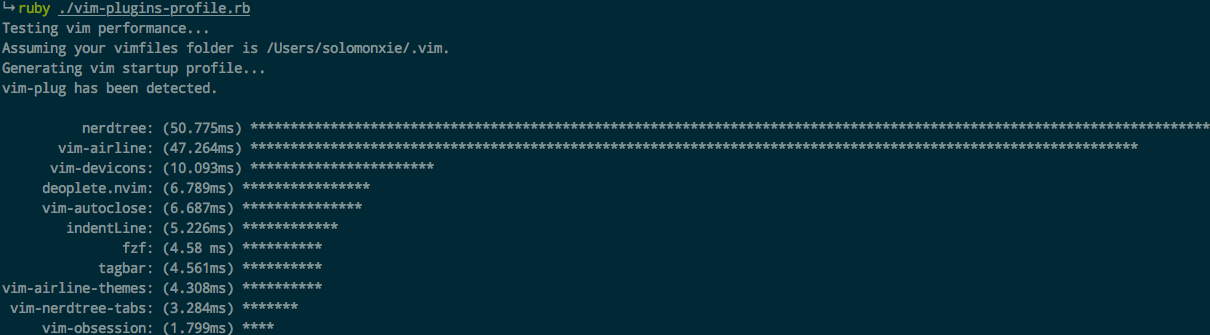 ↪ruby ./vim-plugins-profile.rb
Testing vim performance...
Assuming your vimfiles folder is /Users/solomonxie/.vim.
Generating vim startup profile...
vim-plug has been detected.
nerdtree: (50.775ms) ************************************************************************************************************************
vim-airline: (47.264ms) ***************************************************************************************************************
vim-devicons: (10.093ms) ***********************
deoplete.nvim: (6.789ms) ****************
vim-autoclose: (6.687ms) ***************
indentLine: (5.226ms) ************
fzf: (4.58 ms) **********
tagbar: (4.561ms) **********
vim-airline-themes: (4.308ms) **********
vim-nerdtree-tabs: (3.284ms) *******
vim-obsession: (1.799ms) ****